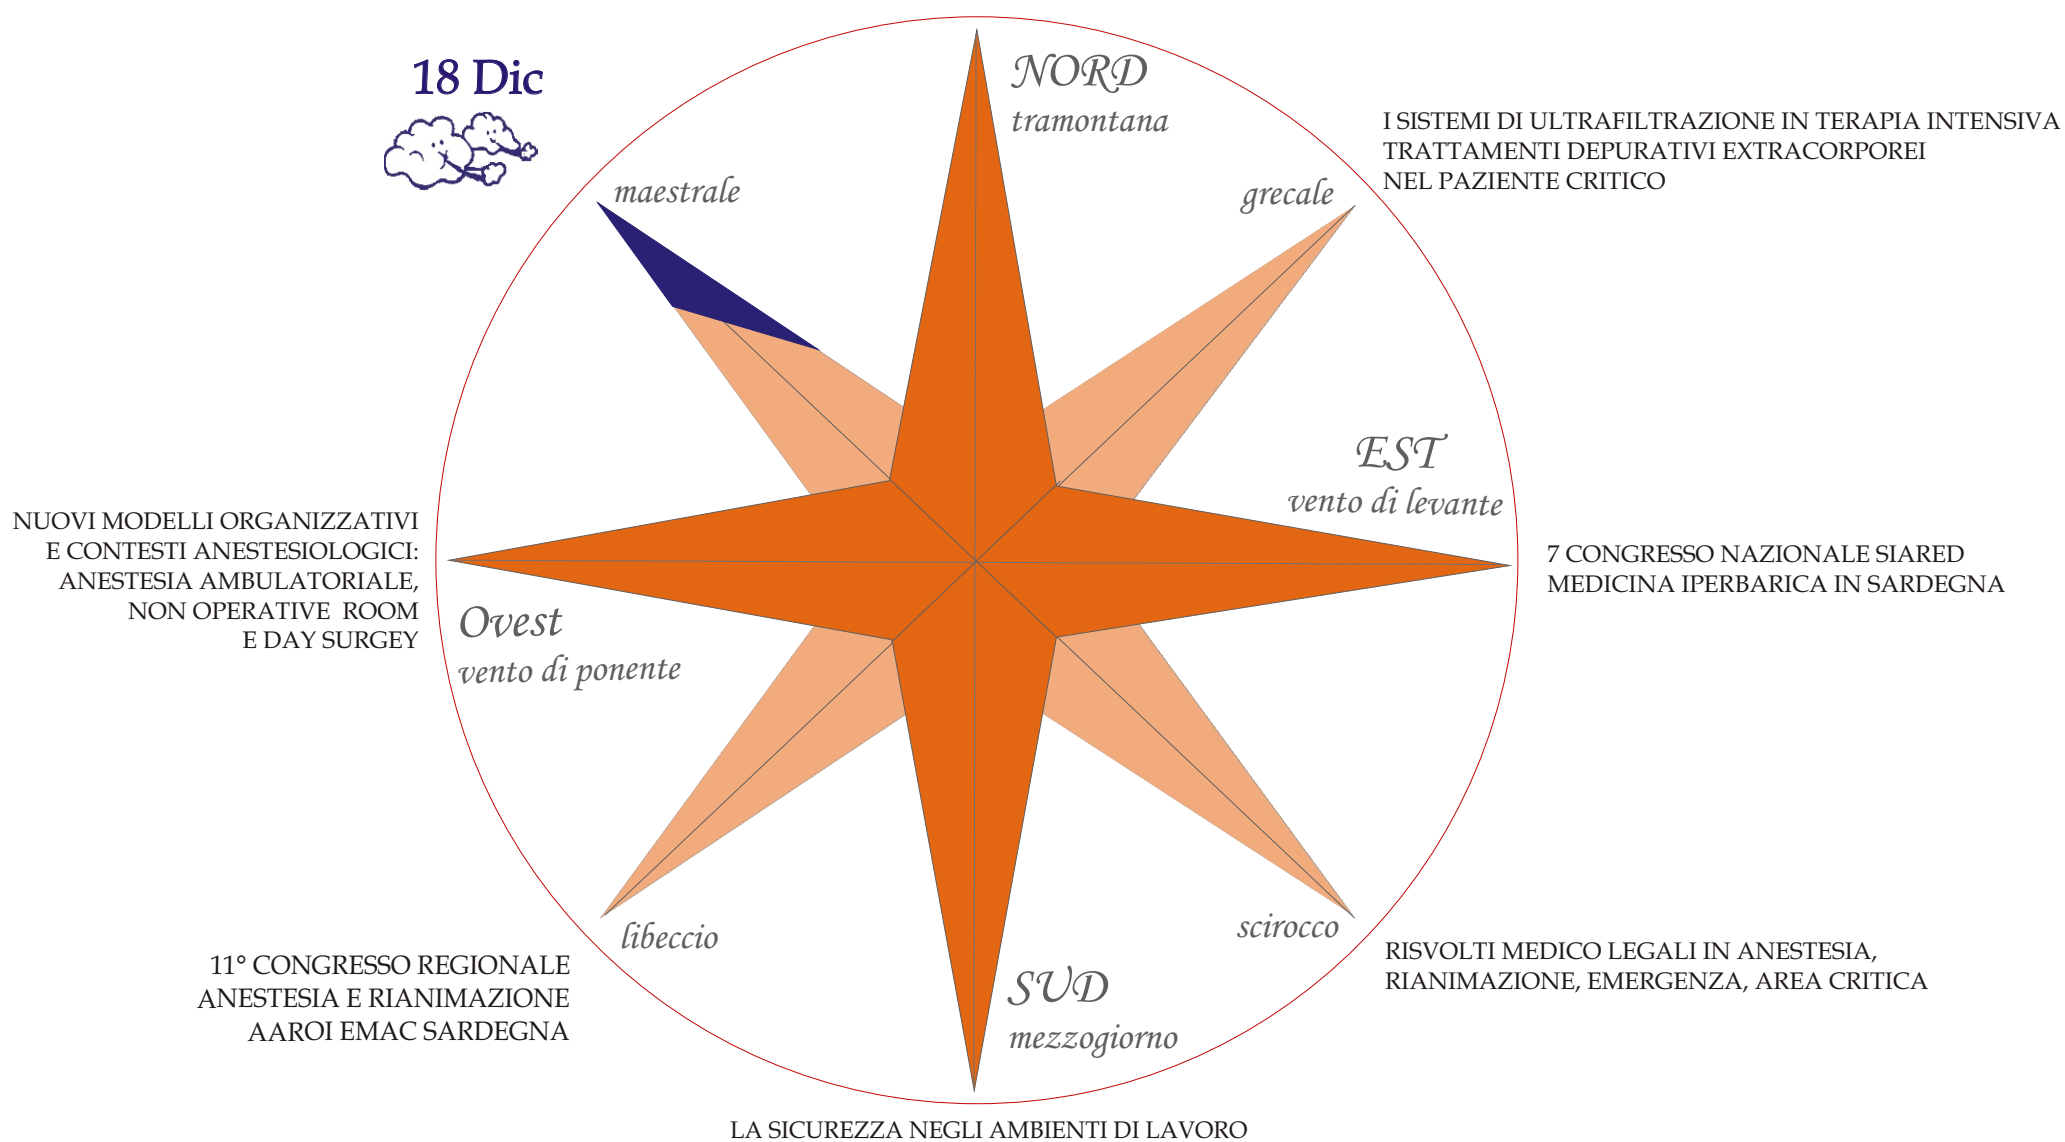 18 Dic
NORD
tramontana
maestrale
grecale
I SISTEMI DI ULTRAFILTRAZIONE IN TERAPIA INTENSIVA
TRATTAMENTI DEPURATIVI EXTRACORPOREI
NEL PAZIENTE CRITICO
EST
vento di levante
7 CONGRESSO NAZIONALE SIARED
MEDICINA IPERBARICA IN SARDEGNA
NUOVI MODELLI ORGANIZZATIVI
E CONTESTI ANESTESIOLOGICI:
ANESTESIA AMBULATORIALE,
NON OPERATIVE ROOM
E DAY SURGEY
Ovest
vento di ponente
libeccio
11° CONGRESSO REGIONALE
ANESTESIA E RIANIMAZIONE
AAROI EMAC SARDEGNA
scirocco
RISVOLTI MEDICO LEGALI IN ANESTESIA,
RIANIMAZIONE, EMERGENZA, AREA CRITICA
SUD
mezzogiorno
LA SICUREZZA NEGLI AMBIENTI DI LAVORO